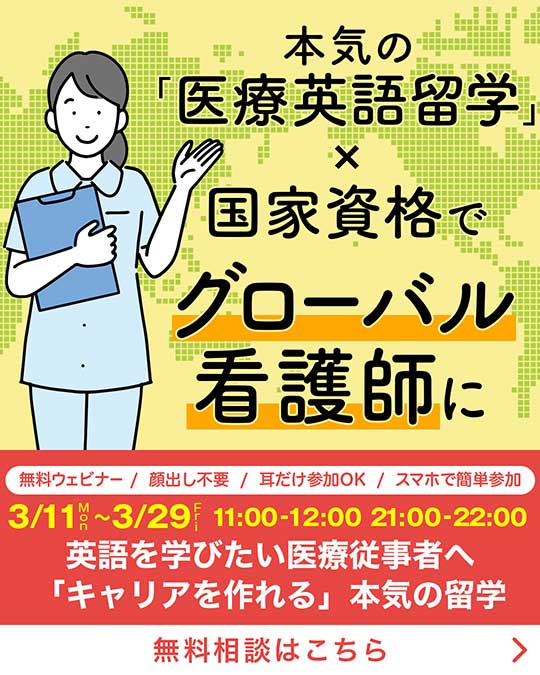 本気の
「医療英語留学」
×
国家資格で
グローバル
看護師に
無料ウェビナー / 顔出し不要 / 耳だけ参加OK / スマホで簡単参加
3/11Mon~3/29Fri 11:00-12:00 21:00-22:00
英語を学びたい医療従事者へ
「キャリアを作れる」本気の留学
無料相談はこちら